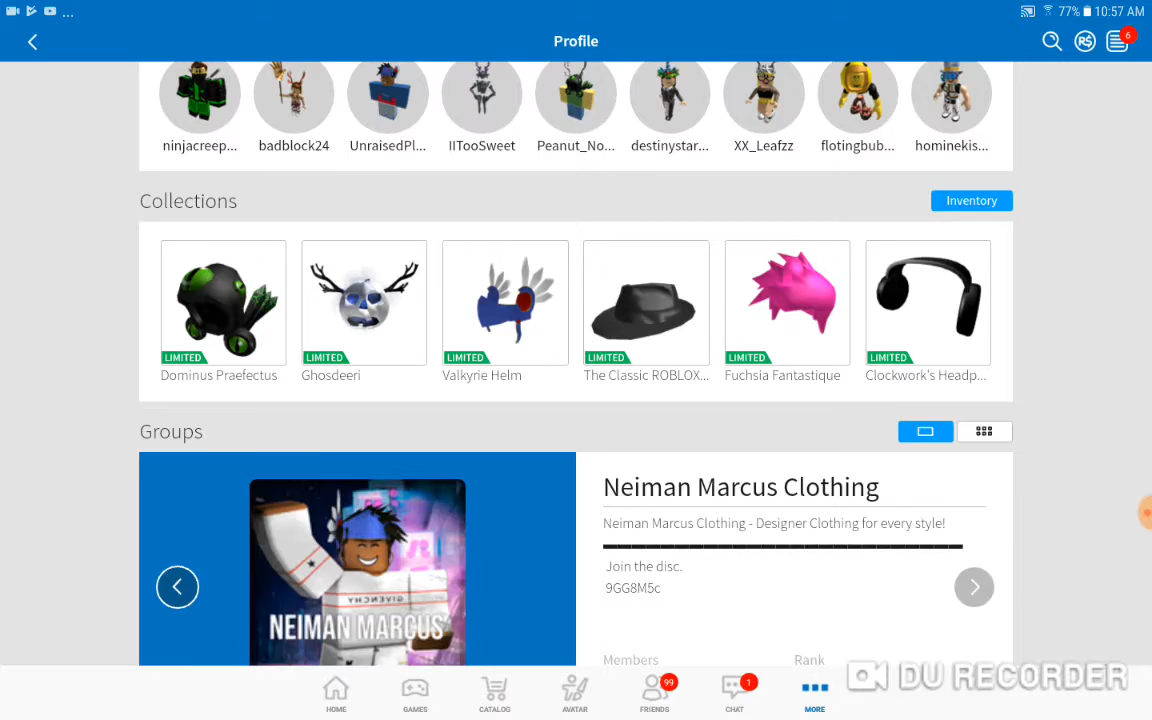 ... 77% 10:57 AM
Profile
R$ 6
ninjacreep... badblock24 UnraisedPl... IITooSweet Peanut_No... destinystar... XX_Leafzz flotingbub... hominekis...
Collections Inventory
LIMITED LIMITED LIMITED LIMITED LIMITED LIMITED
Dominus Praefectus Ghosdeeri Valkyrie Helm The Classic ROBLOX... Fuchsia Fantastique Clockwork's Headp...
Groups
Neiman Marcus Clothing
Neiman Marcus Clothing - Designer Clothing for every style!
Join the disc.
9GG8M5c
GIVENCHY
NEIMAN MARCUS
Members Rank
DU RECORDER
99 1
HOME GAMES CATALOG AVATAR FRIENDS CHAT MORE